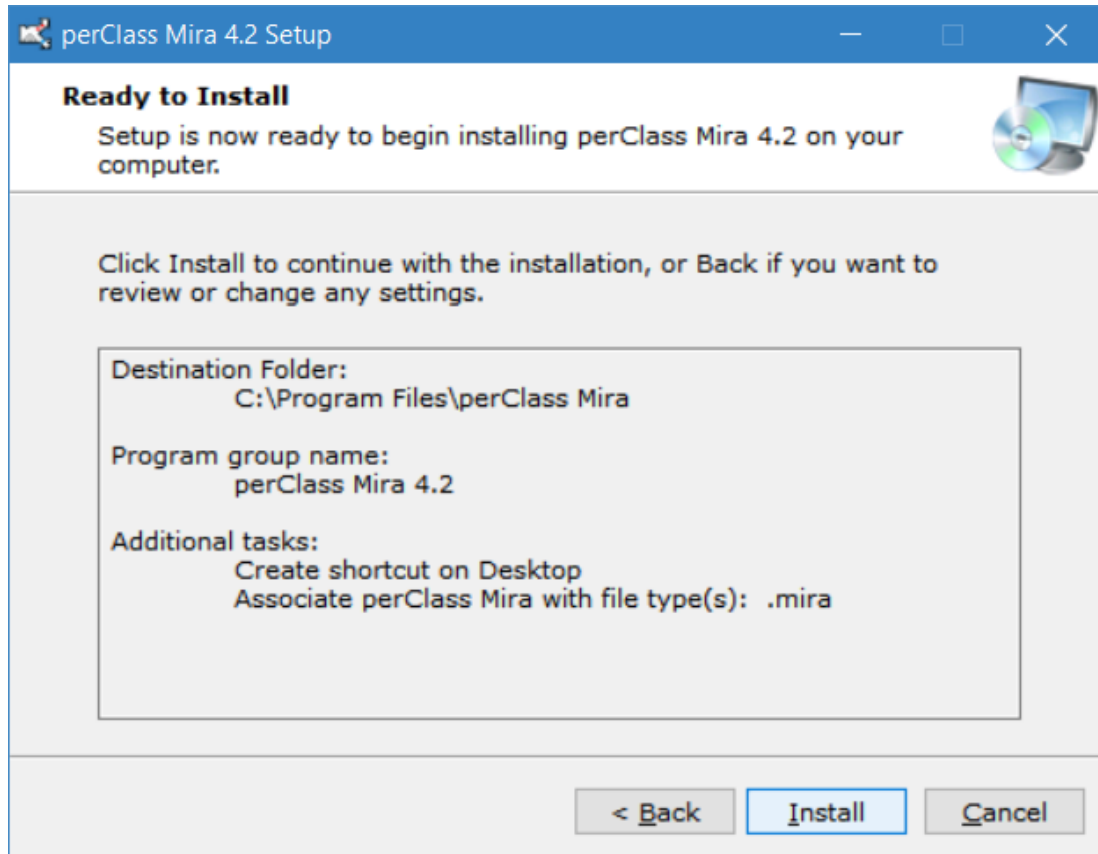 perClass Mira 4.2 Setup
Ready to Install
Setup is now ready to begin installing perClass Mira 4.2 on your
computer.
Click Install to continue with the installation, or Back if you want to
review or change any settings.
Destination Folder:
C:\Program Files\perClass Mira
Program group name:
perClass Mira 4.2
Additional tasks:
Create shortcut on Desktop
Associate perClass Mira with file type(s): .mira
< Back Install Cancel